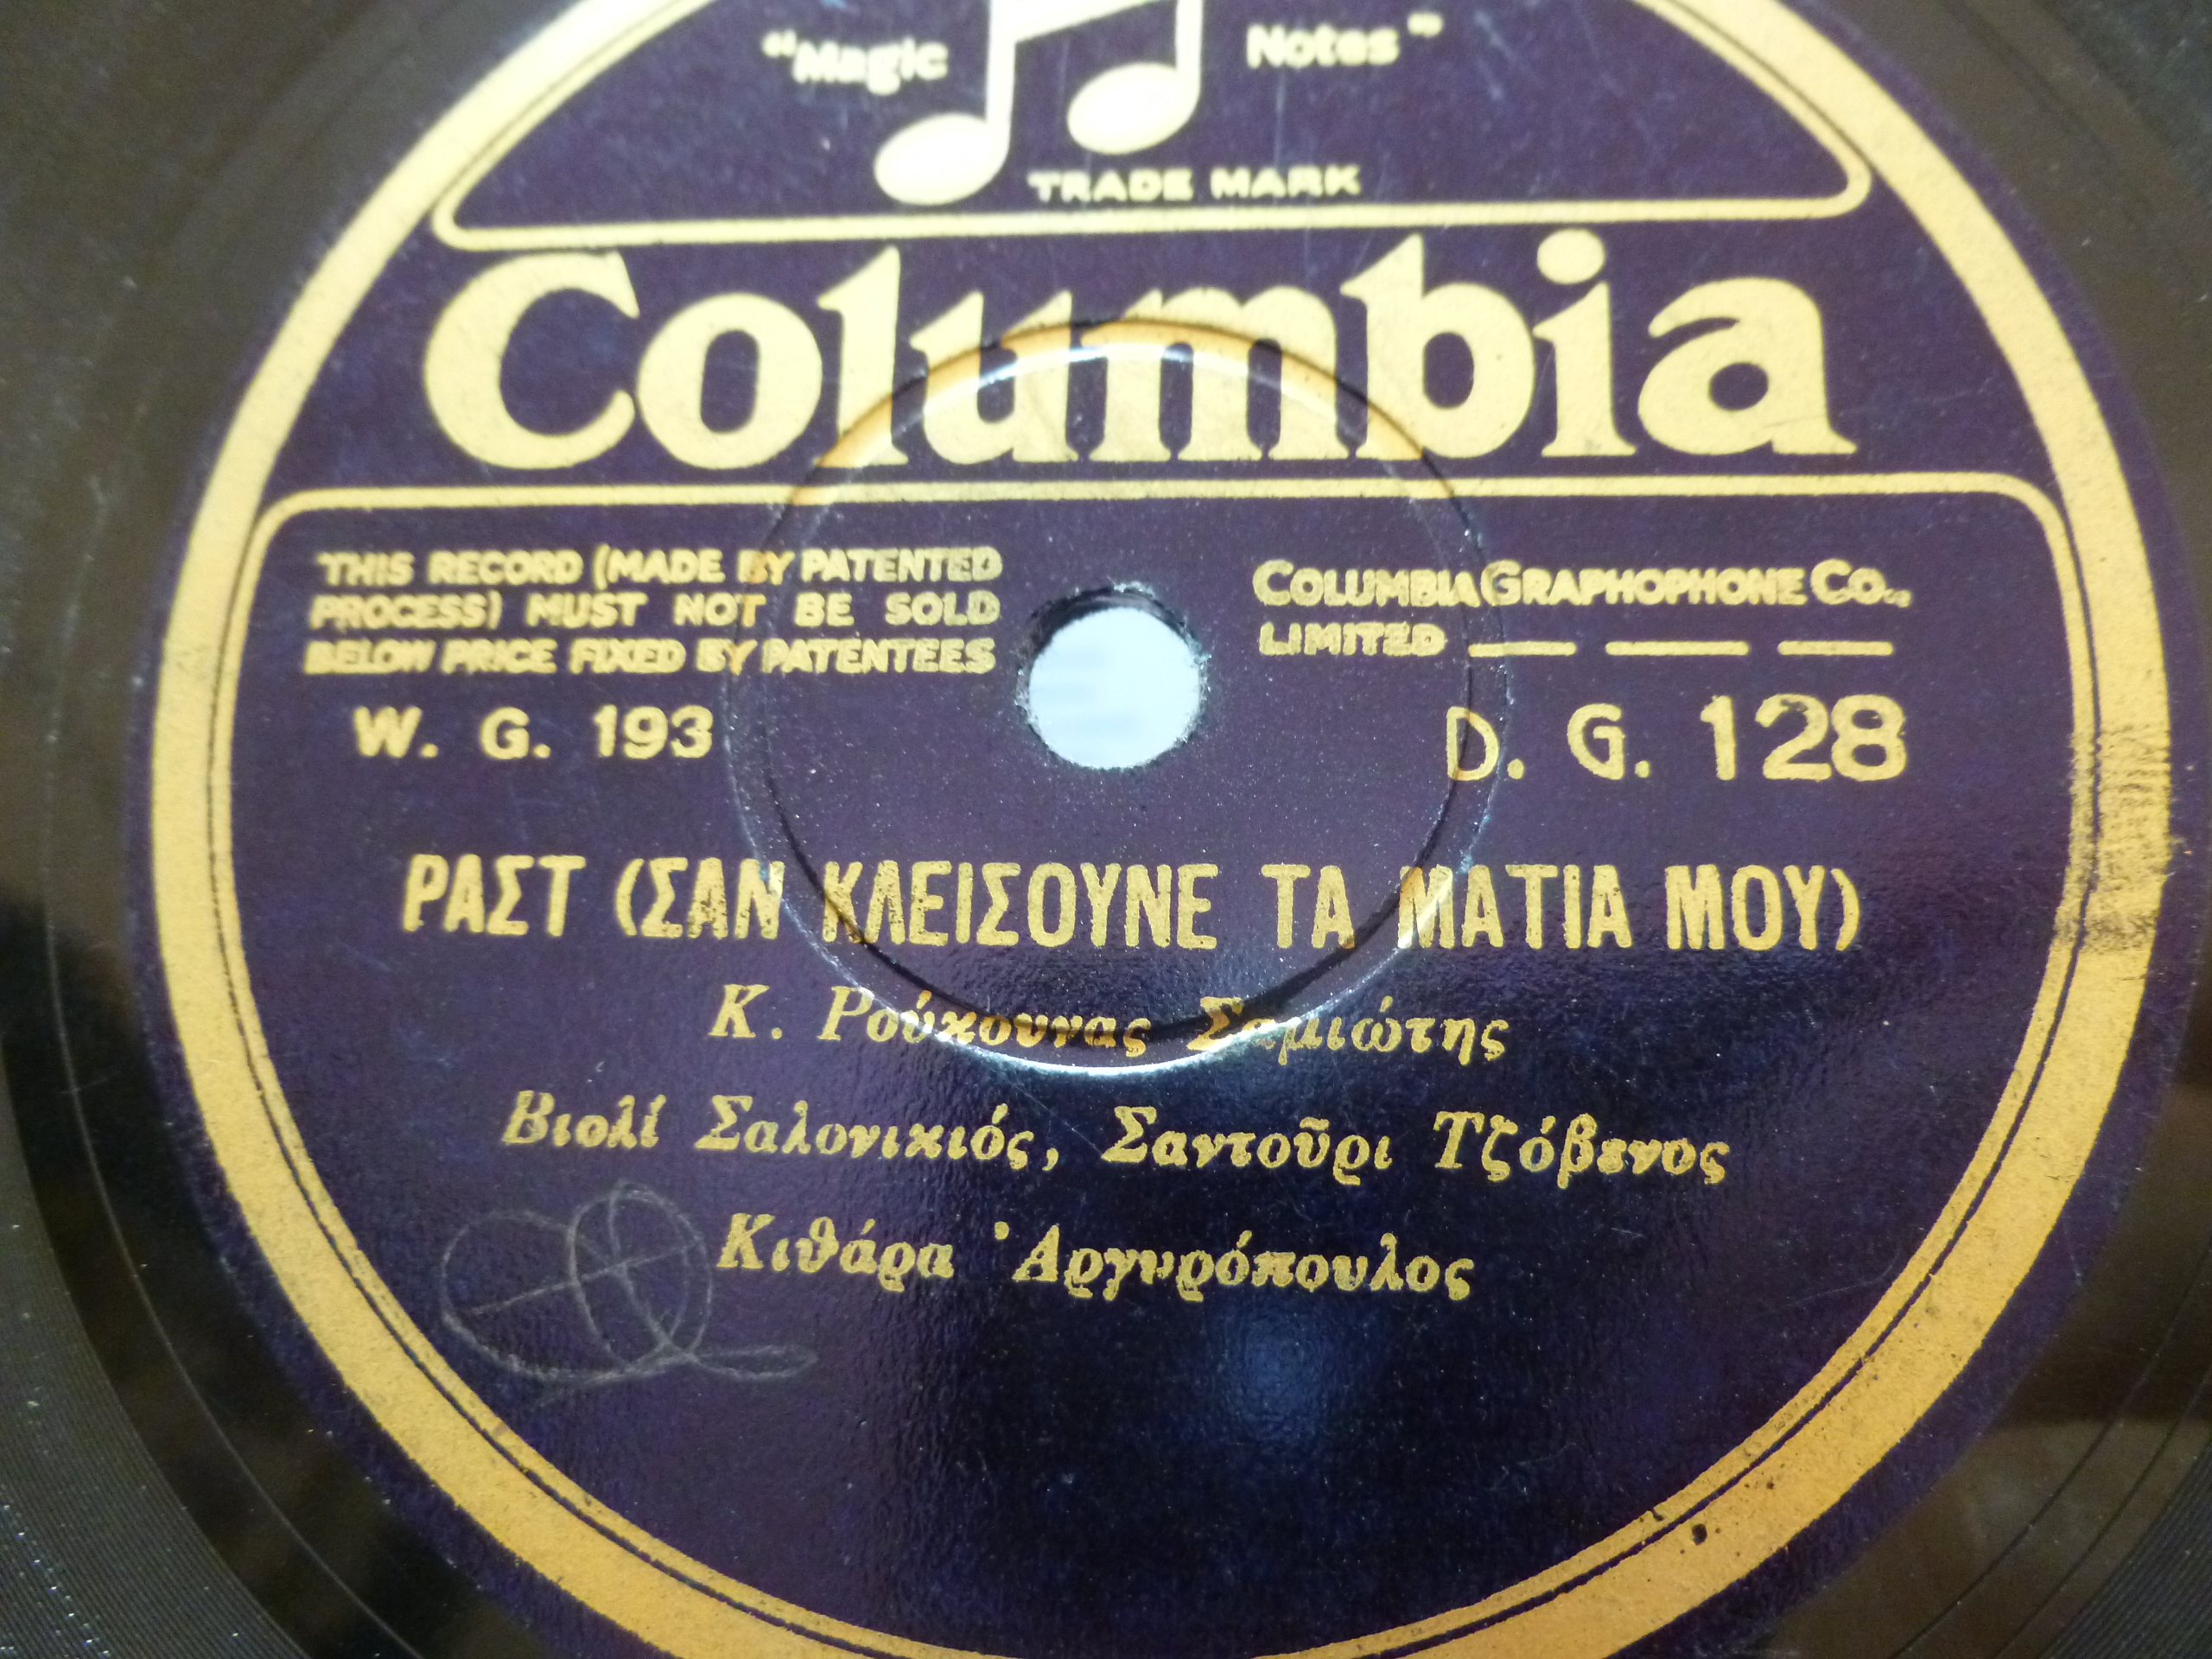 "Magic Notes"
TRADE MARK
Columbia
THIS RECORD (MADE BY PATENTED
PROCESS) MUST NOT BE SOLD
BELOW PRICE FIXED BY PATENTEES
COLUMBIA GRAPHOPHONE CO.,
LIMITED
W. G. 193
D. G. 128
ΡΑΣΤ (ΣΑΝ ΚΛΕΙΣΟΥΝΕ ΤΑ ΜΑΤΙΑ ΜΟΥ)
Κ. Ρούκουνας Σαμιώτης
Βιολί Σαλονικιός, Σαντοῦρι Τζόβενος
Κιθάρα Ἀργυρόπουλος